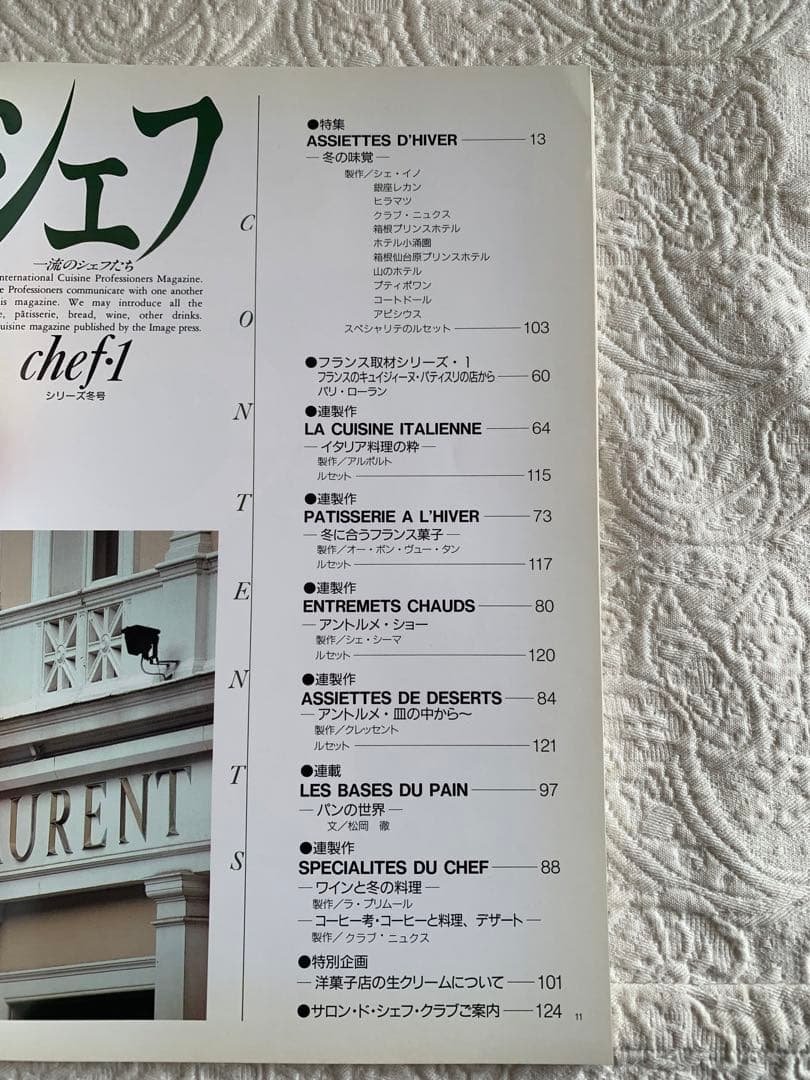 シェフ
一流のシェフたち
nternational Cuisine Professioners Magazine.
e Professioners communicate with one another
is magazine. We may introduce all the
e, pâtisserie, bread, wine, other drinks.
uisine magazine published by the Image press.
chef·1
シリーズ冬号
CONTENTS
●特集
ASSIETTES D'HIVER 13
―冬の味覚―
製作／シェ・イノ
銀座レカン
ヒラマツ
クラブ・ニュクス
箱根プリンスホテル
ホテル小涌園
箱根仙台原プリンスホテル
山のホテル
プティポワン
コートドール
アピシウス
スペシャリテのルセット 103
●フランス取材シリーズ・1
フランスのキュイジィーヌ・パティスリの店から 60
パリ・ローラン
●連製作
LA CUISINE ITALIENNE 64
―イタリア料理の粋―
製作／アルポルト
ルセット 115
●連製作
PATISSERIE A L'HIVER 73
―冬に合うフランス菓子―
製作／オー・ボン・ヴュー・タン
ルセット 117
●連製作
ENTREMETS CHAUDS 80
―アントルメ・ショー
製作／シェ・シーマ
ルセット 120
●連製作
ASSIETTES DE DESERTS 84
―アントルメ・皿の中から～
製作／クレッセント
ルセット 121
●連載
LES BASES DU PAIN 97
―パンの世界―
文／松岡 徹
●連製作
SPECIALITES DU CHEF 88
―ワインと冬の料理―
製作／ラ・プリムール
―コーヒー考・コーヒーと料理、デザート―
製作／クラブ・ニュクス
●特別企画
―洋菓子店の生クリームについて 101
●サロン・ド・シェフ・クラブご案内 124
11
AURENT